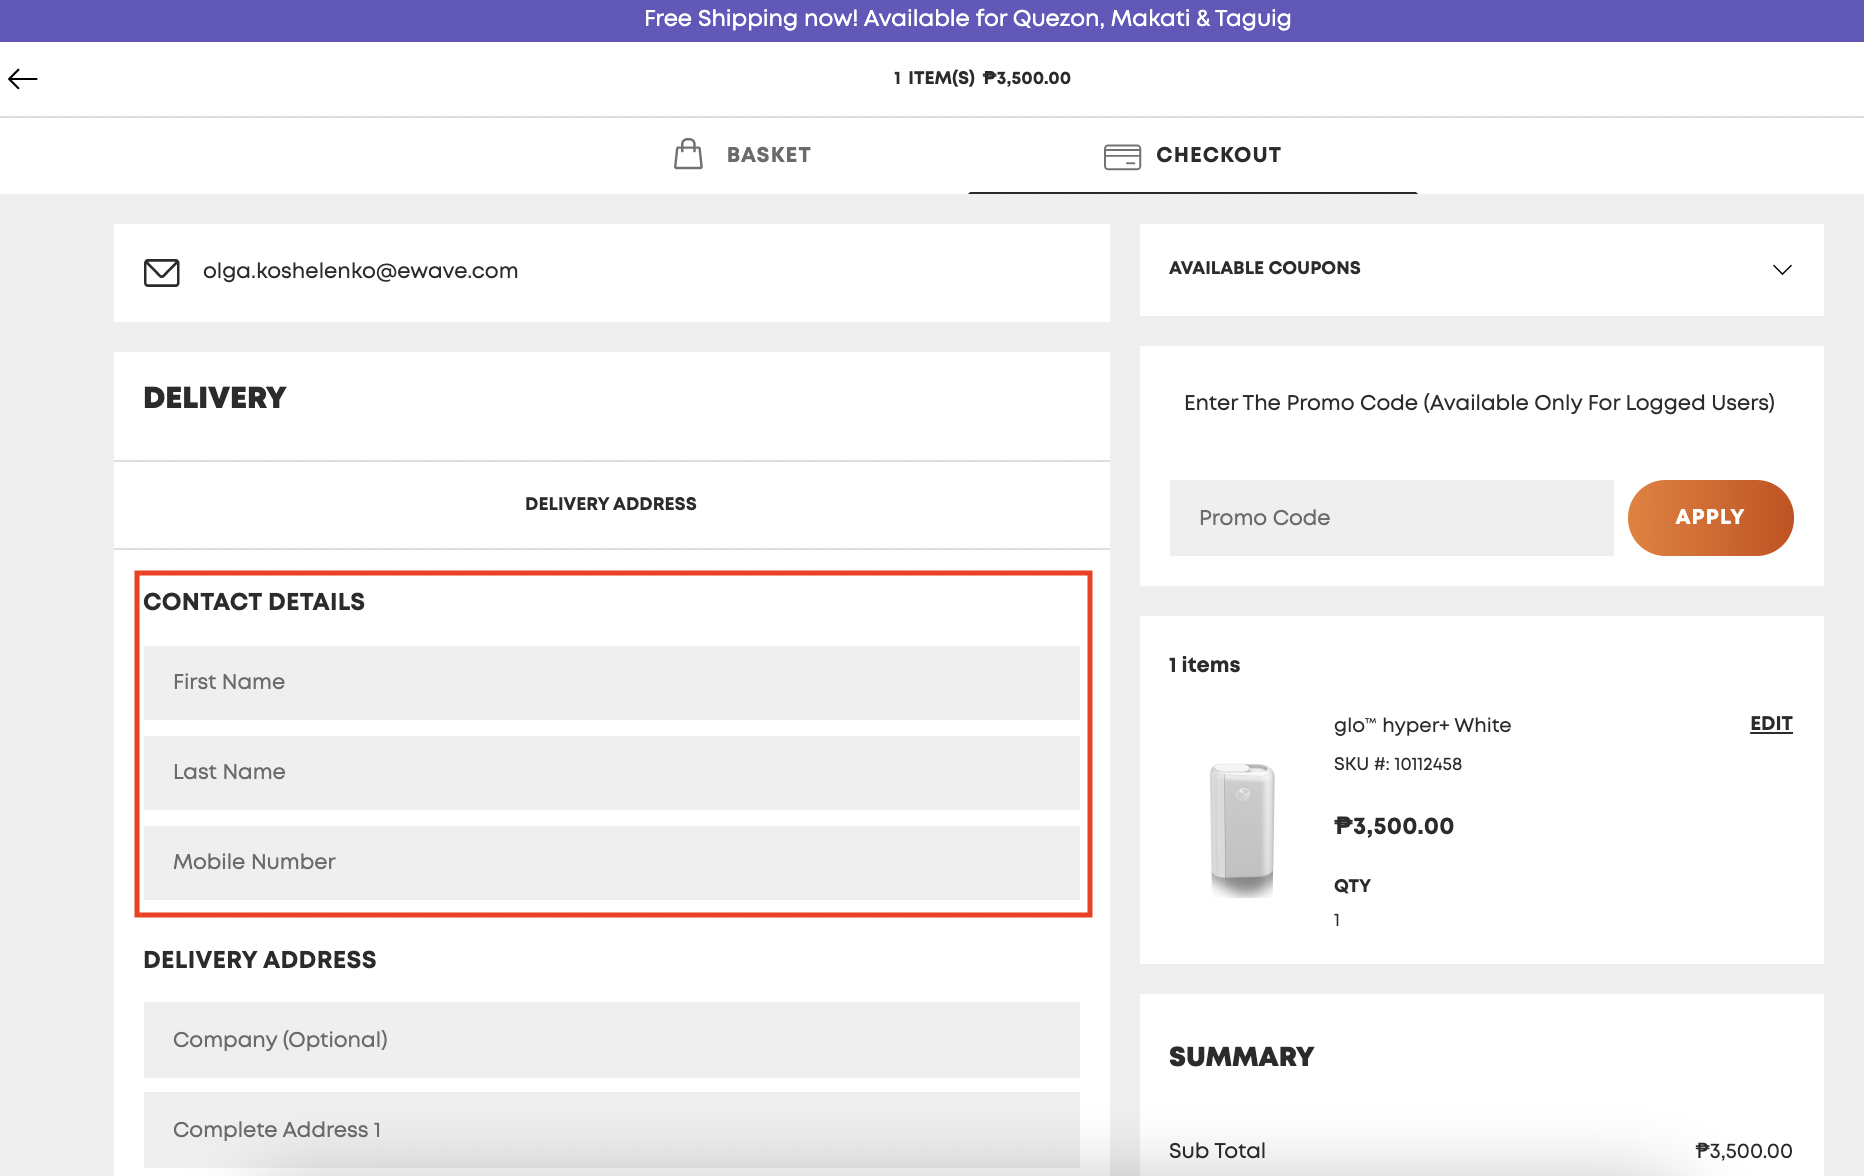 Free Shipping now! Available for Quezon, Makati & Taguig
1 ITEM(S) ₱3,500.00
BASKET
CHECKOUT
olga.koshelenko@ewave.com
DELIVERY
DELIVERY ADDRESS
CONTACT DETAILS
First Name
Last Name
Mobile Number
DELIVERY ADDRESS
Company (Optional)
Complete Address 1
AVAILABLE COUPONS
Enter The Promo Code (Available Only For Logged Users)
Promo Code
APPLY
1 items
glo™ hyper+ White
EDIT
SKU #: 10112458
₱3,500.00
QTY
1
SUMMARY
Sub Total
₱3,500.00